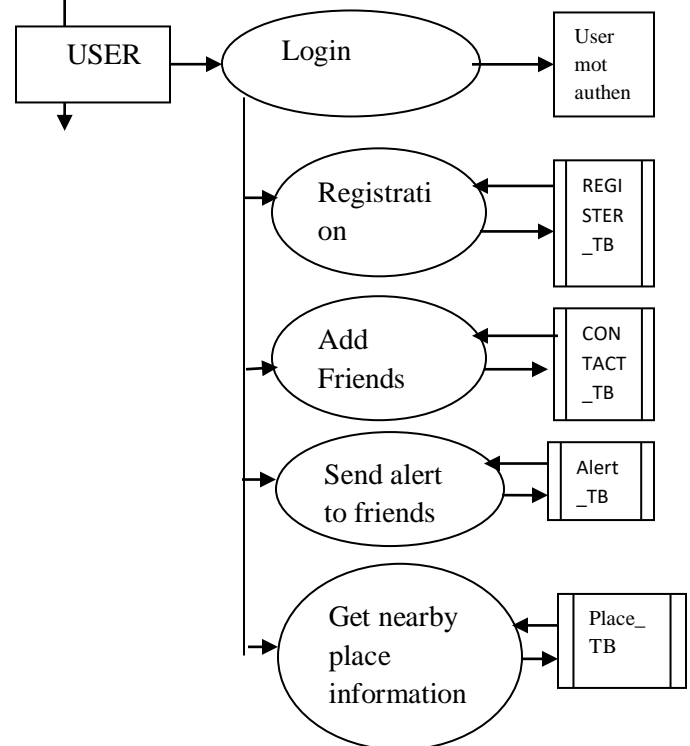 USER
Login
User
mot
authen
Registrati
on
REGI
STER
_TB
Add
Friends
CON
TACT
_TB
Send alert
to friends
Alert
_TB
Get nearby
place
information
Place_
TB